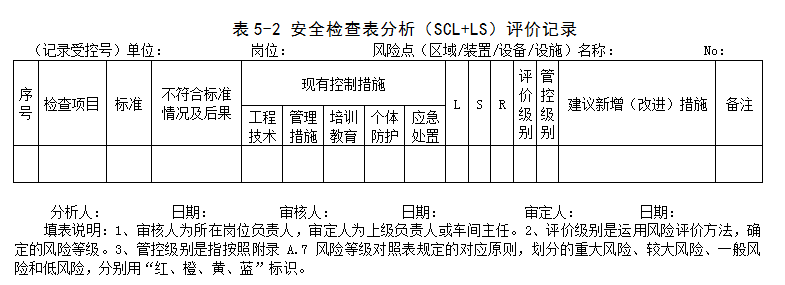 表 5-2 安全检查表分析（SCL+LS）评价记录
（记录受控号）单位： 岗位： 风险点（区域/装置/设备/设施）名称： No：
序号 检查项目 标准 不符合标准情况及后果 现有控制措施 L S R 评价级别 管控级别 建议新增（改进）措施 备注
工程技术 管理措施 培训教育 个体防护 应急处置
分析人： 日期： 审核人： 日期： 审定人： 日期：
填表说明：1、审核人为所在岗位负责人，审定人为上级负责人或车间主任。2、评价级别是运用风险评价方法，确
定的风险等级。3、管控级别是指按照附录 A.7 风险等级对照表规定的对应原则，划分的重大风险、较大风险、一般风
险和低风险，分别用“红、橙、黄、蓝”标识。